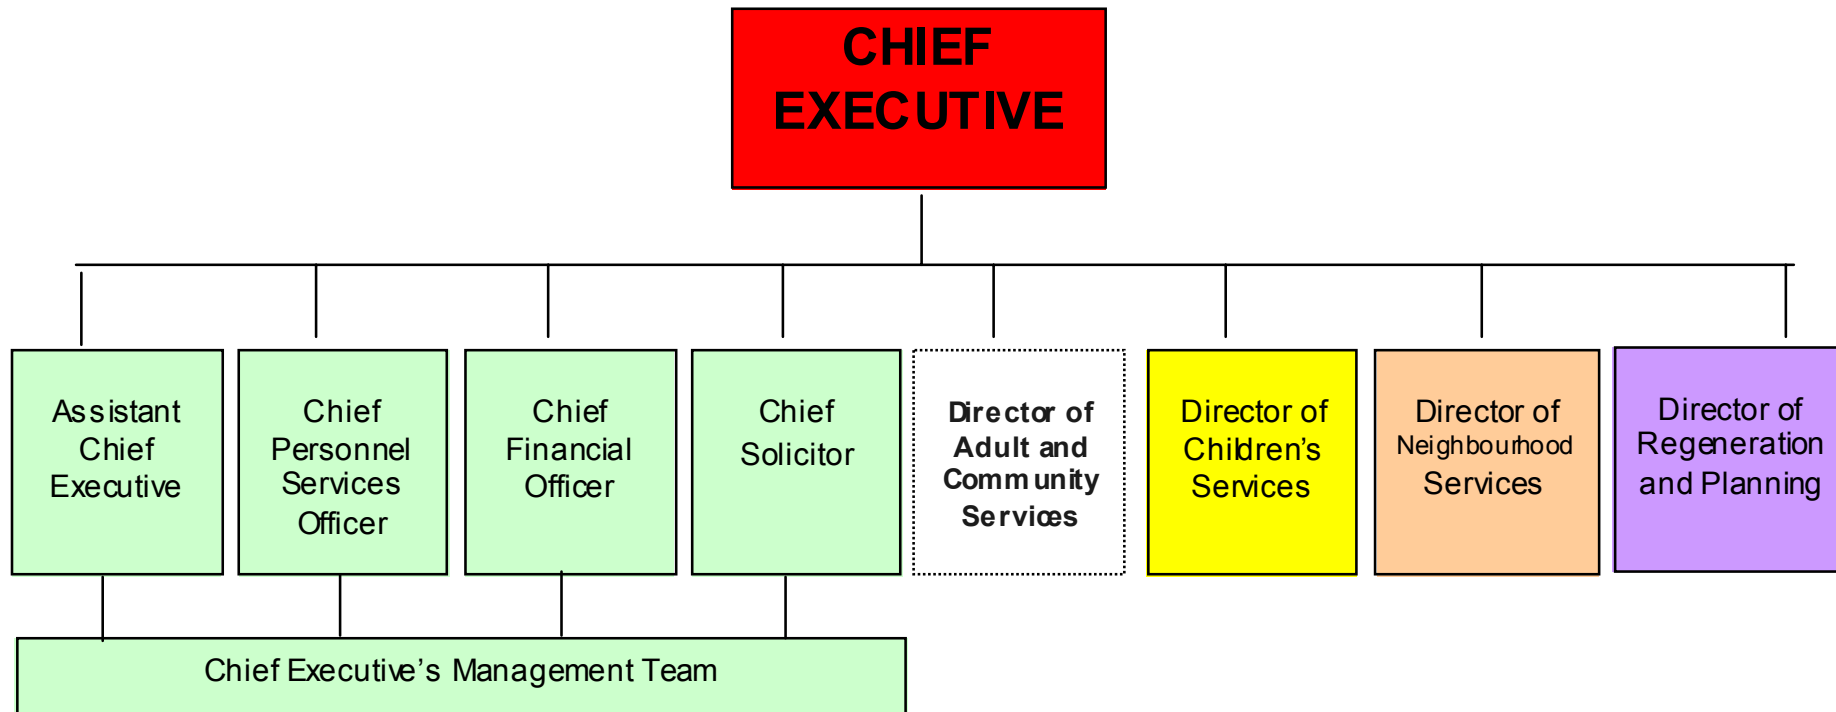 CHIEF
EXECUTIVE
Assistant
Chief
Executive
Chief
Personnel
Services
Officer
Chief
Financial
Officer
Chief
Solicitor
Director of
Adult and
Community
Services
Director of
Children’s
Services
Director of
Neighbourhood
Services
Director of
Regeneration
and Planning
Chief Executive’s Management Team